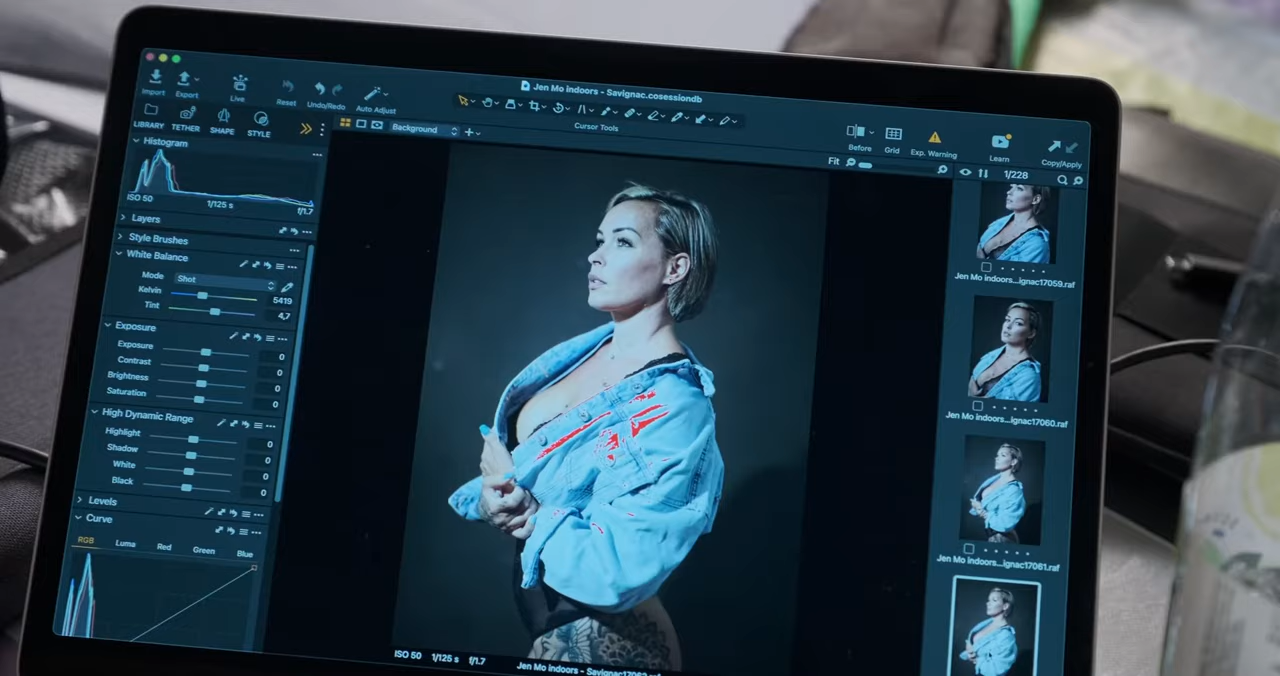 Jen Mo indoors - Savignac.cosessiondb
Import
Export
Live
Reset
Undo/Redo
Auto Adjust
Cursor Tools
Before
Grid
Exp. Warning
Learn
Copy/Apply
LIBRARY
TETHER
SHAPE
STYLE
Background
Fit
1/228
Histogram
ISO 50 1/125 s f/1.7
Layers
Style Brushes
White Balance
Mode Shot
Kelvin 5419
Tint 4,7
Exposure
Exposure 0
Contrast 0
Brightness 0
Saturation 0
High Dynamic Range
Highlight 0
Shadow 0
White 0
Black 0
Levels
Curve
RGB Luma Red Green Blue
ISO 50 1/125 s f/1.7
Jen Mo indoors - Savignac
Jen Mo indoors...ignac17059.raf
Jen Mo indoors...ignac17060.raf
Jen Mo indoors...ignac17061.raf